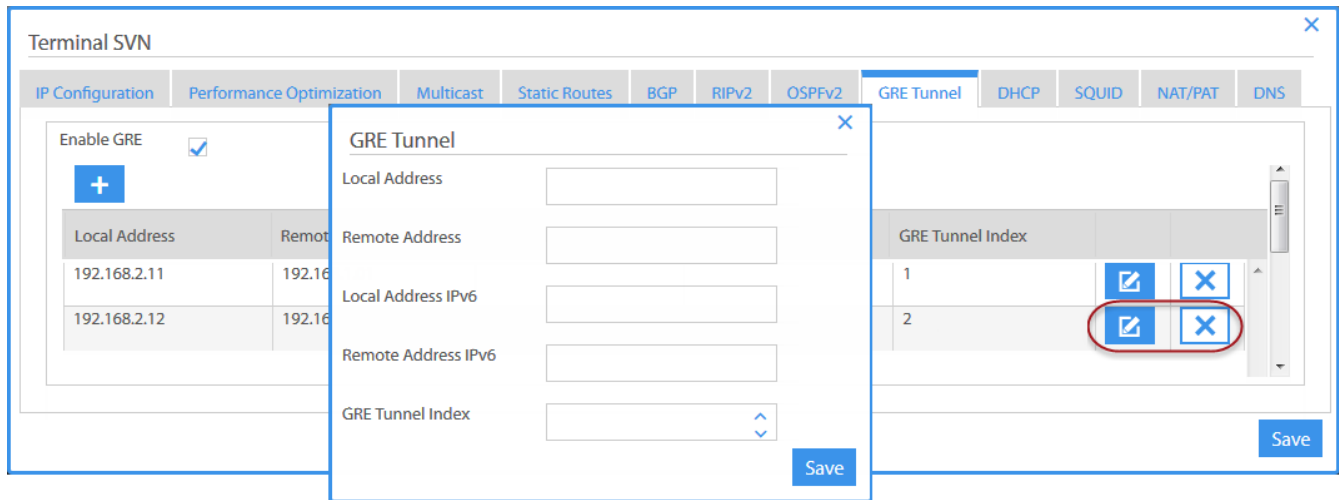 Terminal SVN
IP Configuration Performance Optimization Multicast Static Routes BGP RIPv2 OSPFv2 GRE Tunnel DHCP SQUID NAT/PAT DNS
Enable GRE
Local Address Remot GRE Tunnel Index
192.168.2.11 192.16 1
192.168.2.12 192.16 2
Save
GRE Tunnel
Local Address
Remote Address
Local Address IPv6
Remote Address IPv6
GRE Tunnel Index
Save